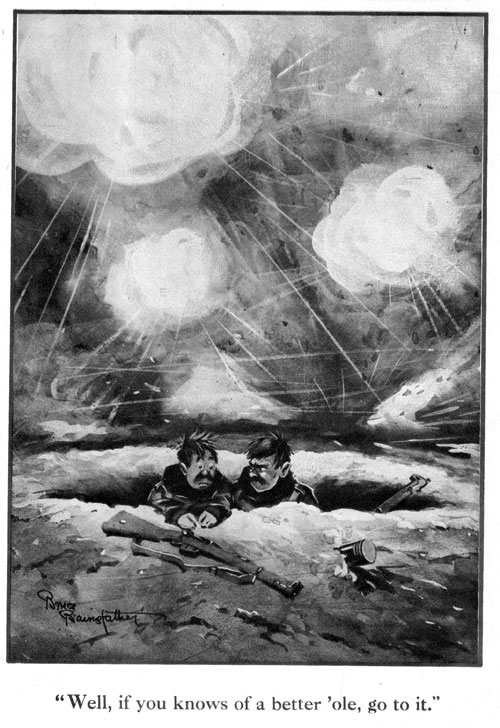 Bruce
Bairnsfather
"Well, if you knows of a better 'ole, go to it."